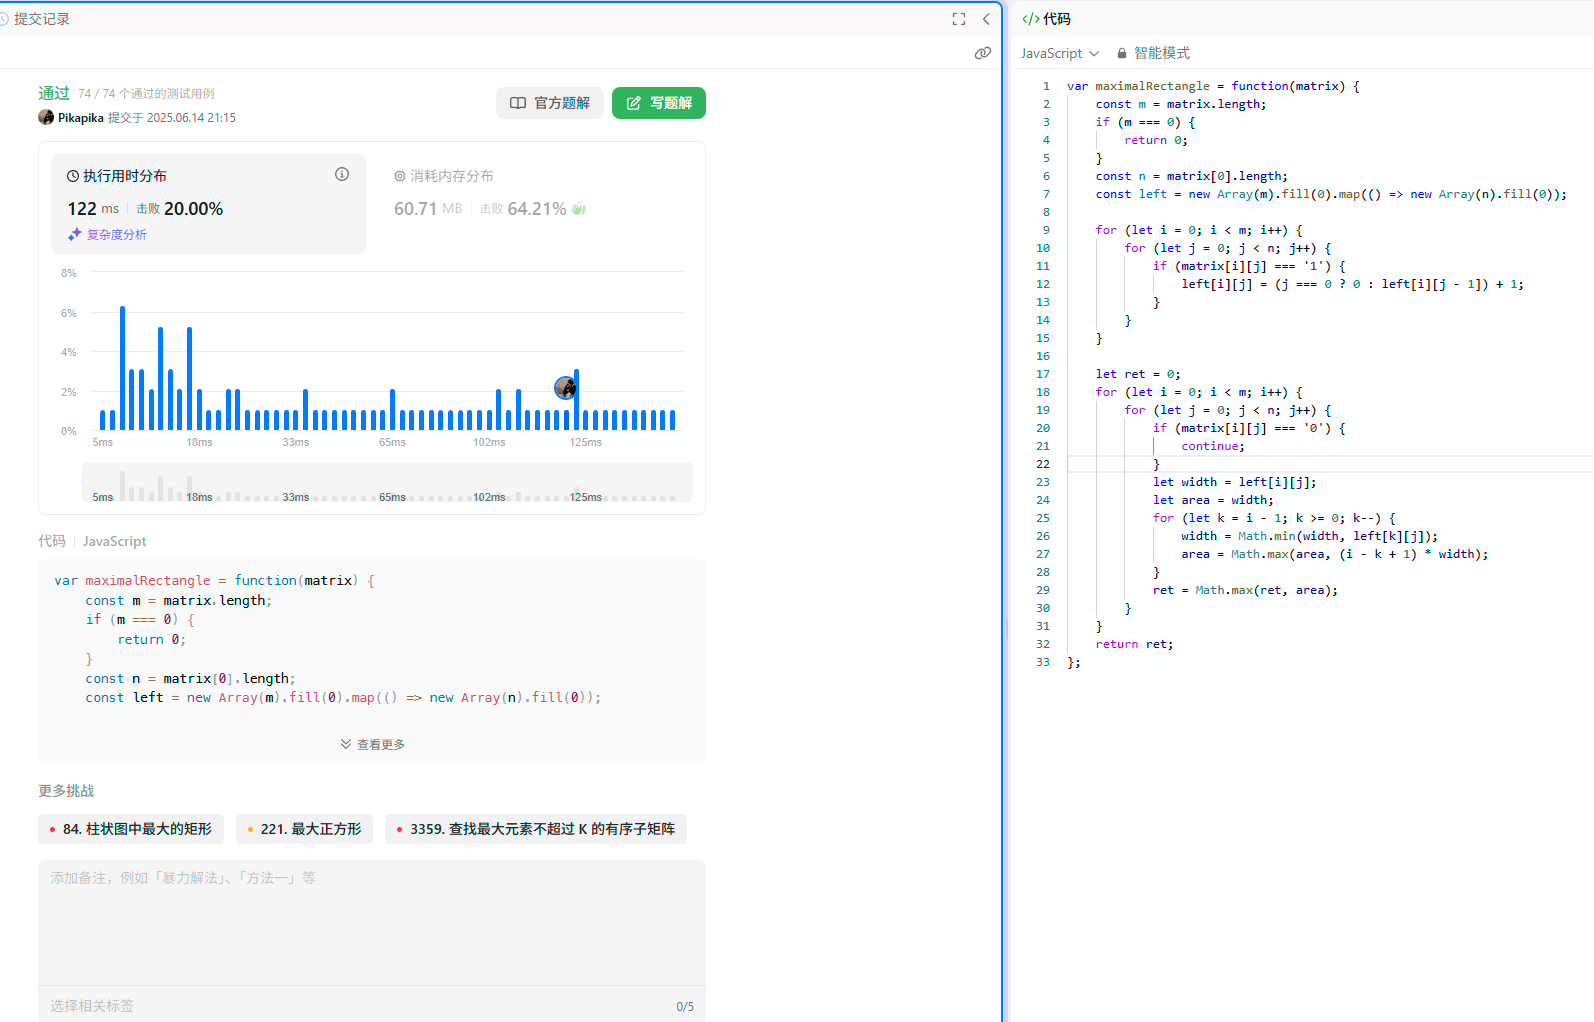 提交记录
通过 74 / 74 个通过的测试用例
Pikapika 提交于 2025.06.14 21:15
官方题解
写题解
执行用时分布
122 ms 击败 20.00%
复杂度分析
消耗内存分布
60.71 MB 击败 64.21%
8%
6%
4%
2%
0%
5ms 18ms 33ms 65ms 102ms 125ms
5ms 18ms 33ms 65ms 102ms 125ms
代码 JavaScript
var maximalRectangle = function(matrix) {
    const m = matrix.length;
    if (m === 0) {
        return 0;
    }
    const n = matrix[0].length;
    const left = new Array(m).fill(0).map(() => new Array(n).fill(0));
查看更多
更多挑战
84. 柱状图中最大的矩形
221. 最大正方形
3359. 查找最大元素不超过 K 的有序子矩阵
添加备注，例如「暴力解法」、「方法一」等
选择相关标签 0/5
</> 代码
JavaScript 智能模式
1 var maximalRectangle = function(matrix) {
2     const m = matrix.length;
3     if (m === 0) {
4         return 0;
5     }
6     const n = matrix[0].length;
7     const left = new Array(m).fill(0).map(() => new Array(n).fill(0));
8
9     for (let i = 0; i < m; i++) {
10         for (let j = 0; j < n; j++) {
11             if (matrix[i][j] === '1') {
12                 left[i][j] = (j === 0 ? 0 : left[i][j - 1]) + 1;
13             }
14         }
15     }
16
17     let ret = 0;
18     for (let i = 0; i < m; i++) {
19         for (let j = 0; j < n; j++) {
20             if (matrix[i][j] === '0') {
21                 continue;
22             }
23             let width = left[i][j];
24             let area = width;
25             for (let k = i - 1; k >= 0; k--) {
26                 width = Math.min(width, left[k][j]);
27                 area = Math.max(area, (i - k + 1) * width);
28             }
29             ret = Math.max(ret, area);
30         }
31     }
32     return ret;
33 };